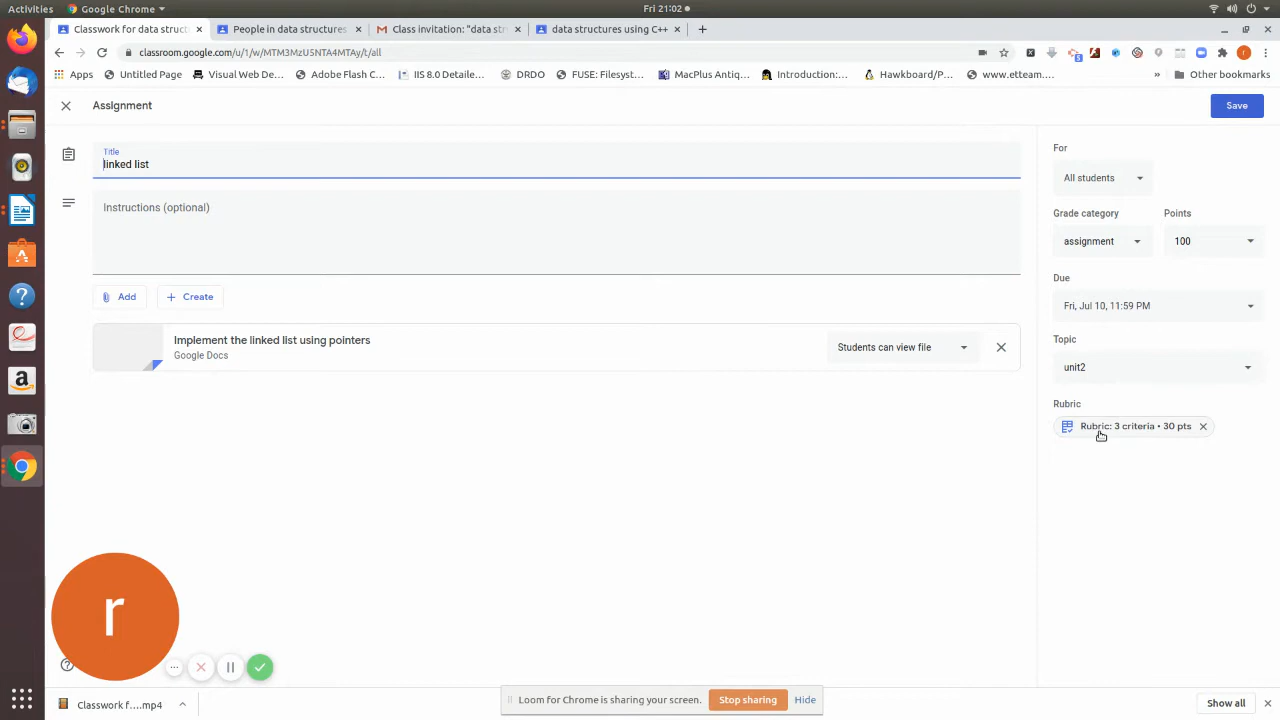 Activities
Google Chrome
Fri 21:02
Classwork for data struct
People in data structures
Class invitation: "data str
data structures using C++
classroom.google.com/u/1/w/MTM3MzU5NTA4MTAy/t/all
Apps
Untitled Page
Visual Web De...
Adobe Flash C...
IIS 8.0 Detaile...
DRDO
FUSE: Filesyst...
MacPlus Antiq...
Introduction:...
Hawkboard/P...
www.etteam....
»
Other bookmarks
Assignment
Save
Title
linked list
Instructions (optional)
Add
Create
Implement the linked list using pointers
Google Docs
Students can view file
For
All students
Grade category
Points
assignment
100
Due
Fri, Jul 10, 11:59 PM
Topic
unit2
Rubric
Rubric: 3 criteria • 30 pts
r
Loom for Chrome is sharing your screen.
Stop sharing
Hide
Classwork f....mp4
Show all